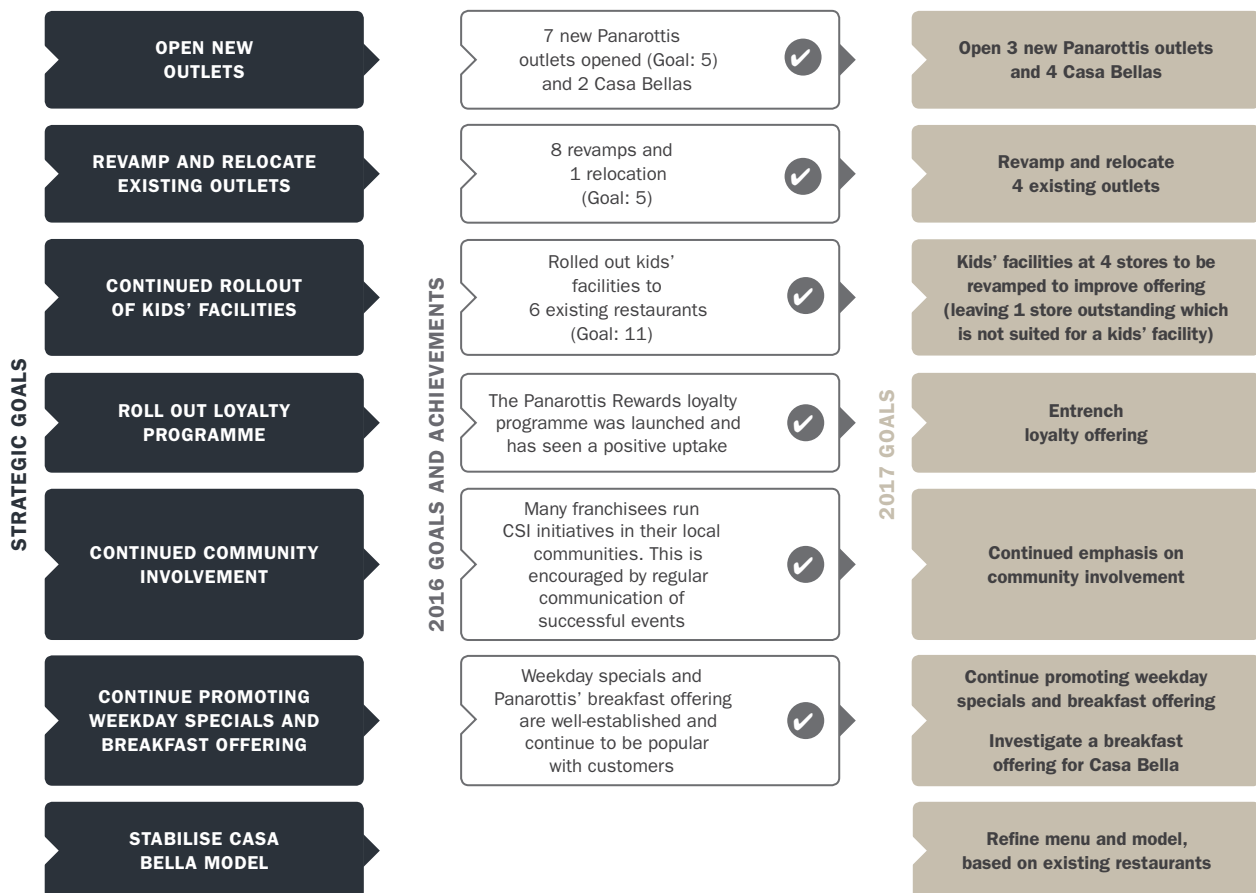 STRATEGIC GOALS
OPEN NEW
OUTLETS
REVAMP AND RELOCATE
EXISTING OUTLETS
CONTINUED ROLLOUT
OF KIDS' FACILITIES
ROLL OUT LOYALTY
PROGRAMME
CONTINUED COMMUNITY
INVOLVEMENT
CONTINUE PROMOTING
WEEKDAY SPECIALS AND
BREAKFAST OFFERING
STABILISE CASA
BELLA MODEL
2016 GOALS AND ACHIEVEMENTS
7 new Panarottis
outlets opened (Goal: 5)
and 2 Casa Bellas
8 revamps and
1 relocation
(Goal: 5)
Rolled out kids'
facilities to
6 existing restaurants
(Goal: 11)
The Panarottis Rewards loyalty
programme was launched and
has seen a positive uptake
Many franchisees run
CSI initiatives in their local
communities. This is
encouraged by regular
communication of
successful events
Weekday specials and
Panarottis' breakfast offering
are well-established and
continue to be popular
with customers
2017 GOALS
Open 3 new Panarottis outlets
and 4 Casa Bellas
Revamp and relocate
4 existing outlets
Kids' facilities at 4 stores to be
revamped to improve offering
(leaving 1 store outstanding which
is not suited for a kids' facility)
Entrench
loyalty offering
Continued emphasis on
community involvement
Continue promoting weekday
specials and breakfast offering
Investigate a breakfast
offering for Casa Bella
Refine menu and model,
based on existing restaurants